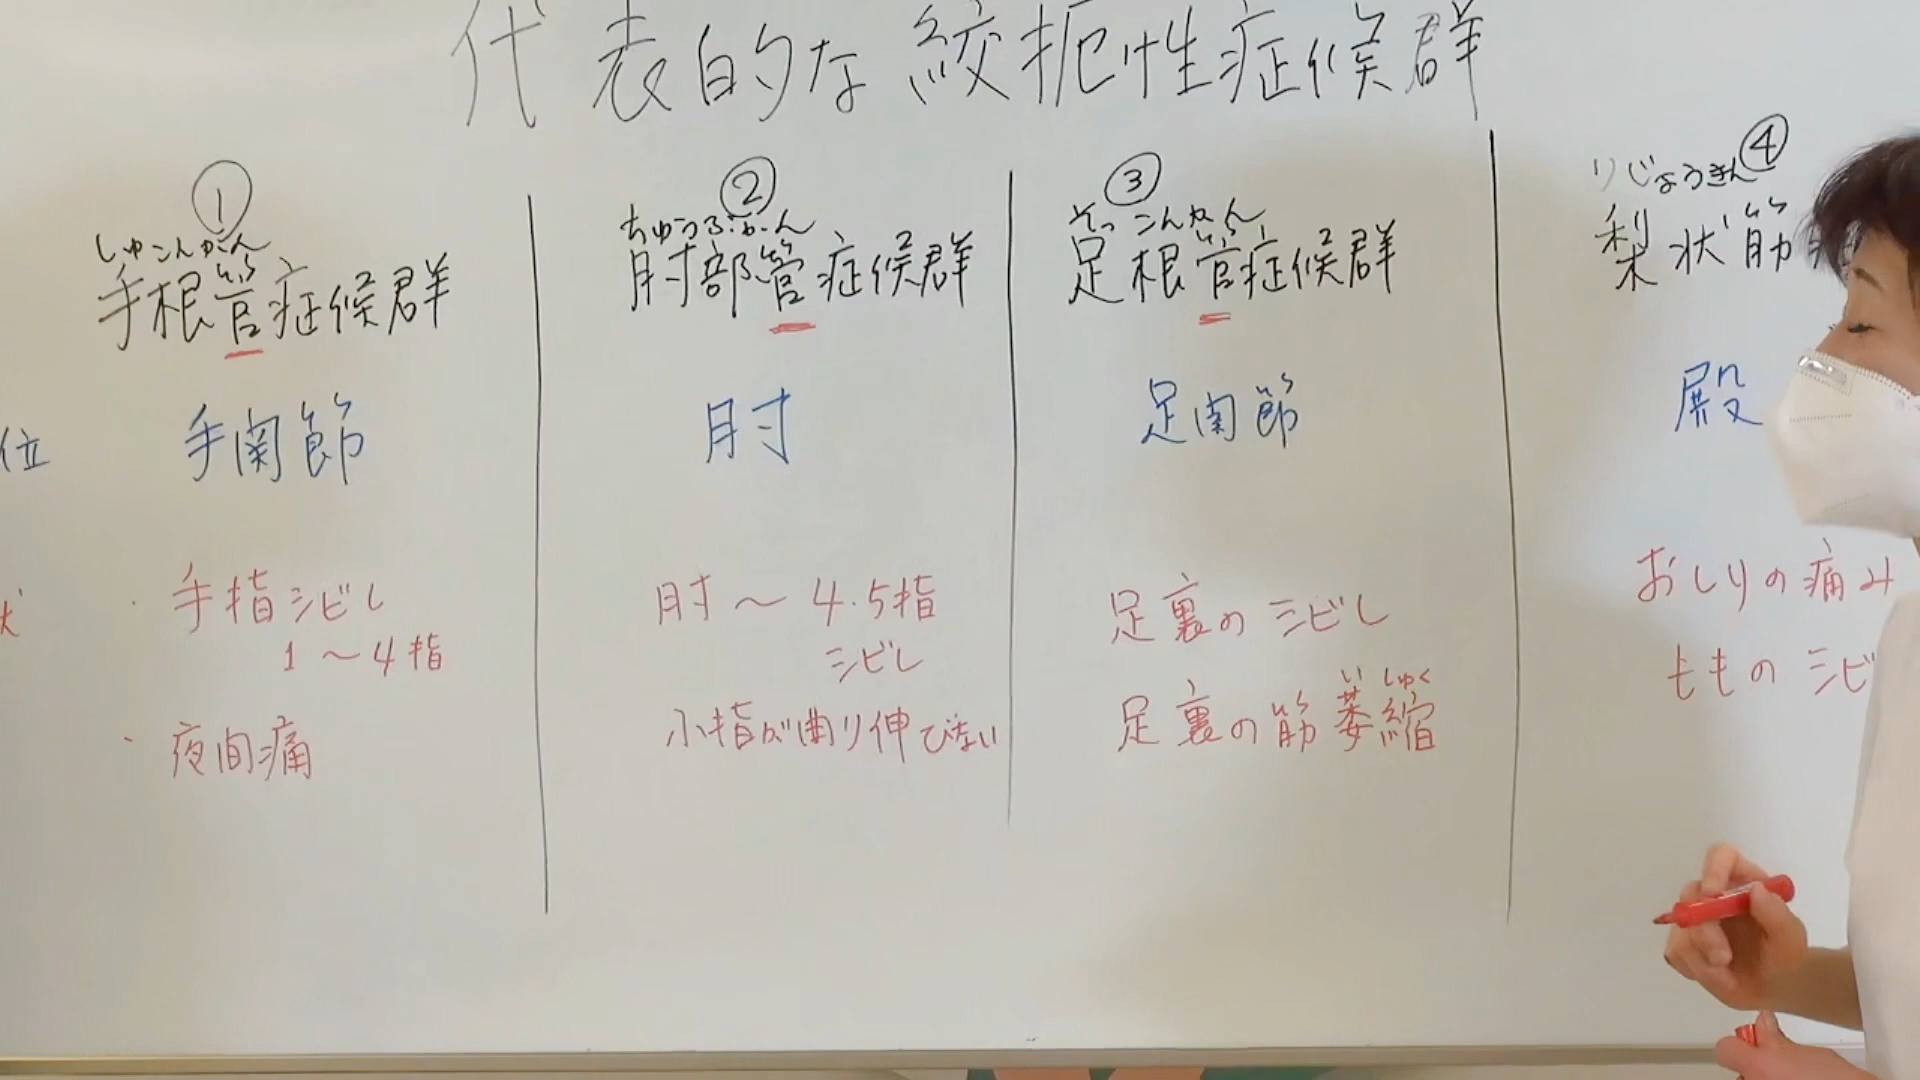 代表的な絞扼性症候群
①
しゅこんかん
手根管症候群
手関節
・手指シビレ
1～4指
・夜間痛
②
ちゅうぶかん
肘部管症候群
肘
肘～4.5指
シビレ
小指が曲り伸びない
③
そっこんかん
足根管症候群
足関節
足裏のシビレ
いしゅく
足裏の筋萎縮
④
りじょうきん
梨状筋
殿
おしりの痛み
もものシビ
位
状